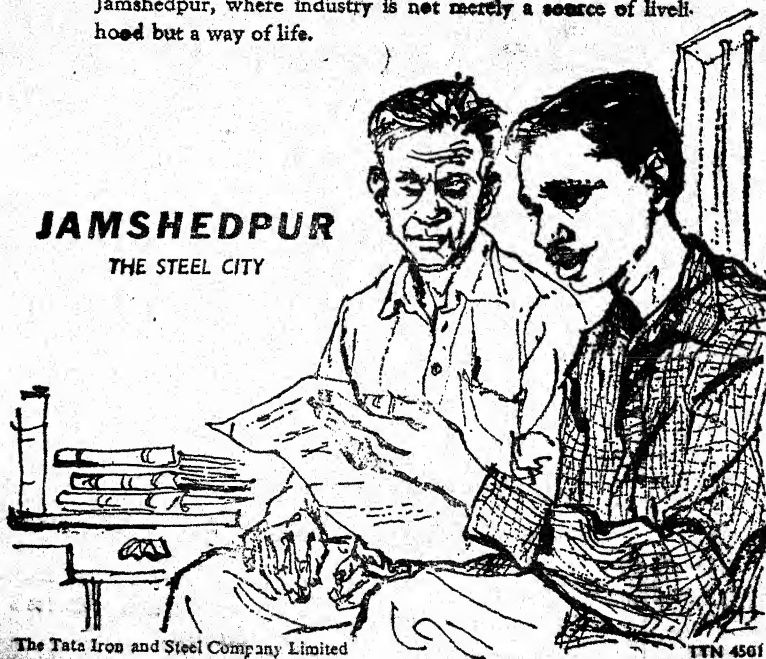 Jamshedpur, where industry is not merely a source of liveli-
hood but a way of life.
JAMSHEDPUR
THE STEEL CITY
The Tata Iron and Steel Company Limited
TTN 4501